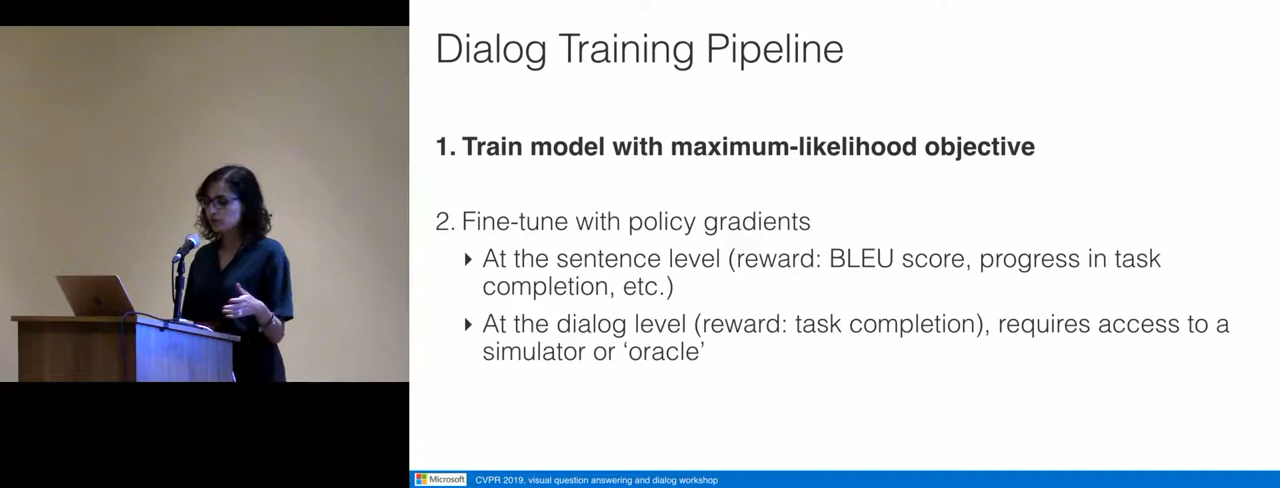 Dialog Training Pipeline
1. Train model with maximum-likelihood objective
2. Fine-tune with policy gradients
‣ At the sentence level (reward: BLEU score, progress in task
completion, etc.)
‣ At the dialog level (reward: task completion), requires access to a
simulator or ‘oracle’
Microsoft CVPR 2019, visual question answering and dialog workshop